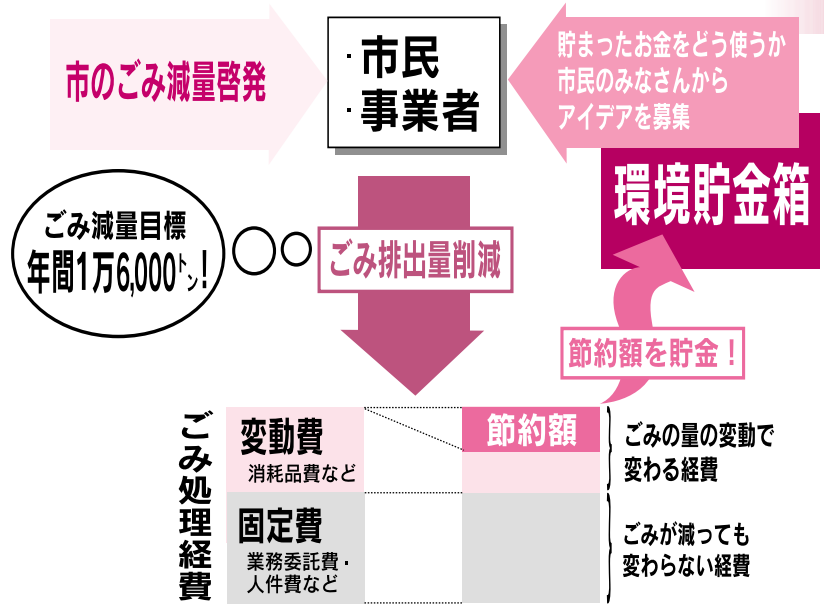 市のごみ減量啓発
・市民
・事業者
貯まったお金をどう使うか
市民のみなさんから
アイデアを募集
環境貯金箱
ごみ減量目標
年間1万6,000トン!
ごみ排出量削減
節約額を貯金！
ごみ処理経費
変動費
消耗品費など
節約額
ごみの量の変動で
変わる経費
固定費
業務委託費・
人件費など
ごみが減っても
変わらない経費